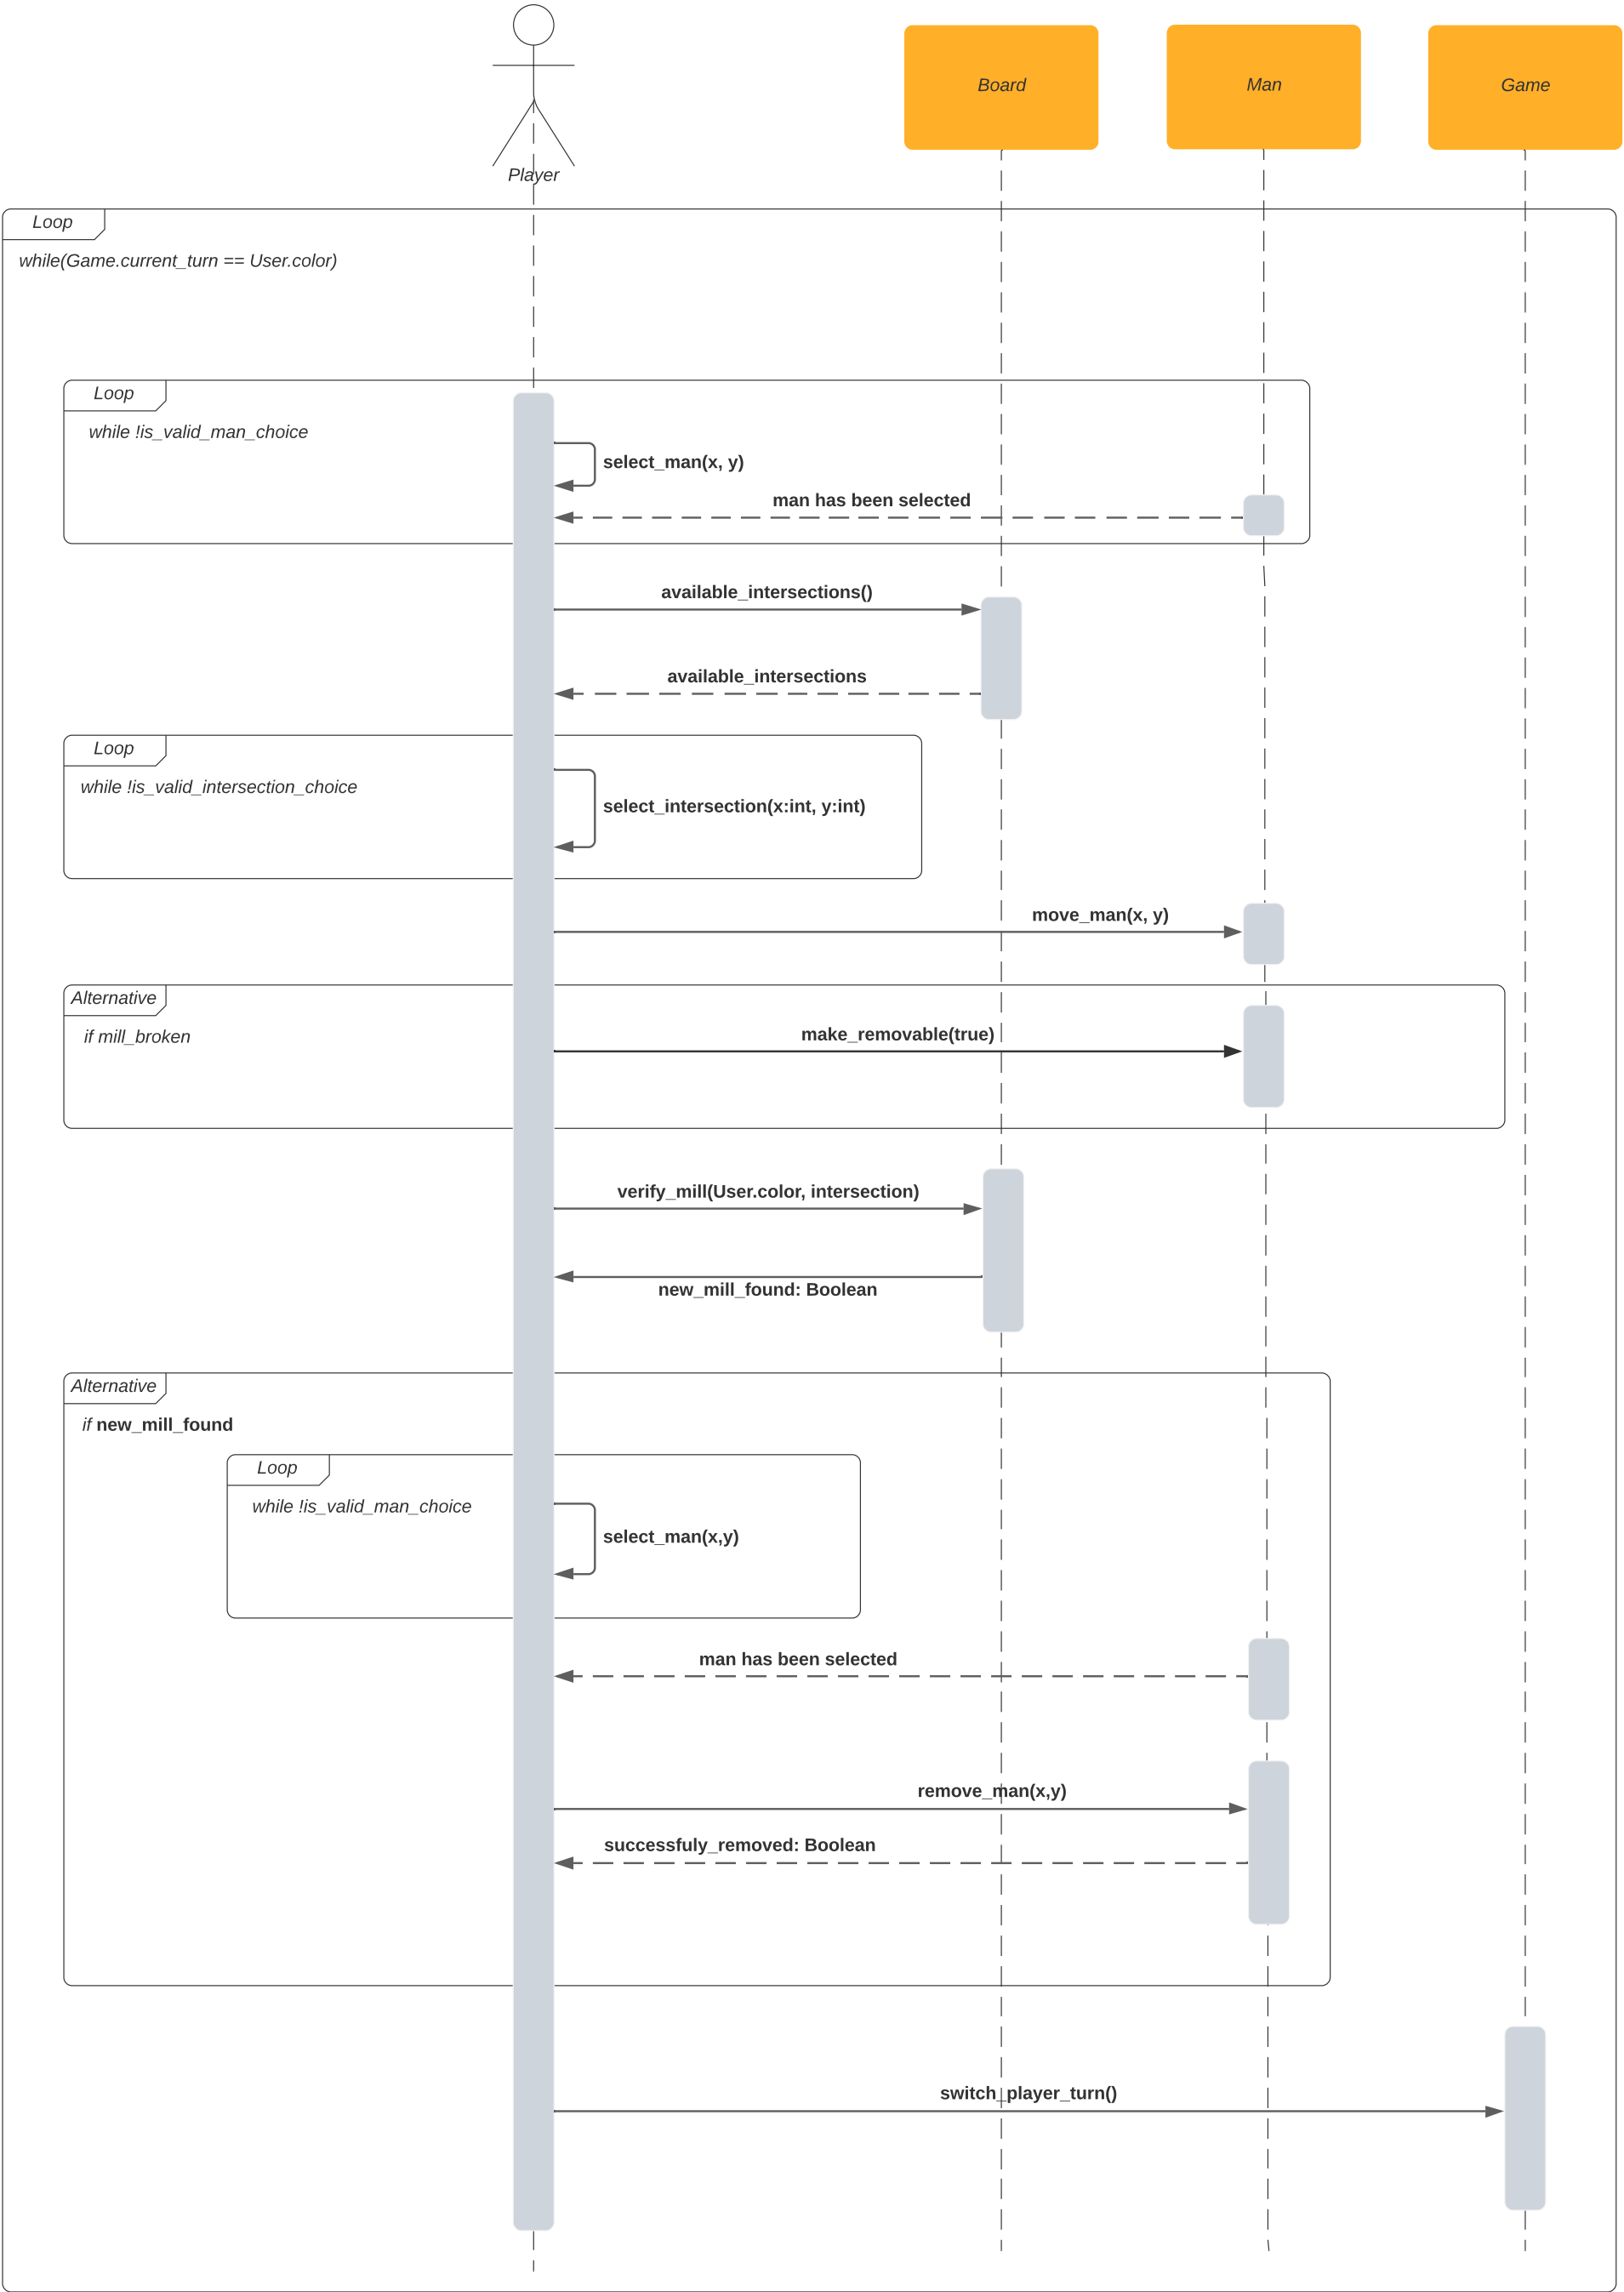 Player
Board
Man
Game
Loop
while(Game.current_turn == User.color)
Loop
while !is_valid_man_choice
select_man(x, y)
man has been selected
available_intersections()
available_intersections
Loop
while !is_valid_intersection_choice
select_intersection(x:int, y:int)
move_man(x, y)
Alternative
if mill_broken
make_removable(true)
verify_mill(User.color, intersection)
new_mill_found: Boolean
Alternative
if new_mill_found
Loop
while !is_valid_man_choice
select_man(x,y)
man has been selected
remove_man(x,y)
successfuly_removed: Boolean
switch_player_turn()